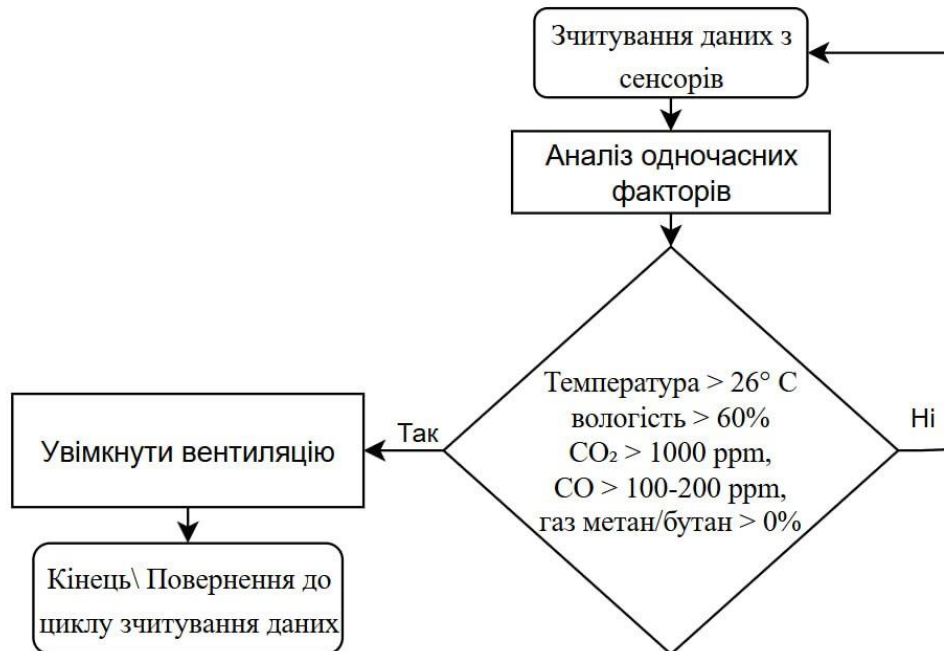 Зчитування даних з
сенсорів
Аналіз одночасних
факторів
Температура > 26° C
вологість > 60%
CO₂ > 1000 ppm,
CO > 100-200 ppm,
газ метан/бутан > 0%
Так
Ні
Увімкнути вентиляцію
Кінець\ Повернення до
циклу зчитування даних